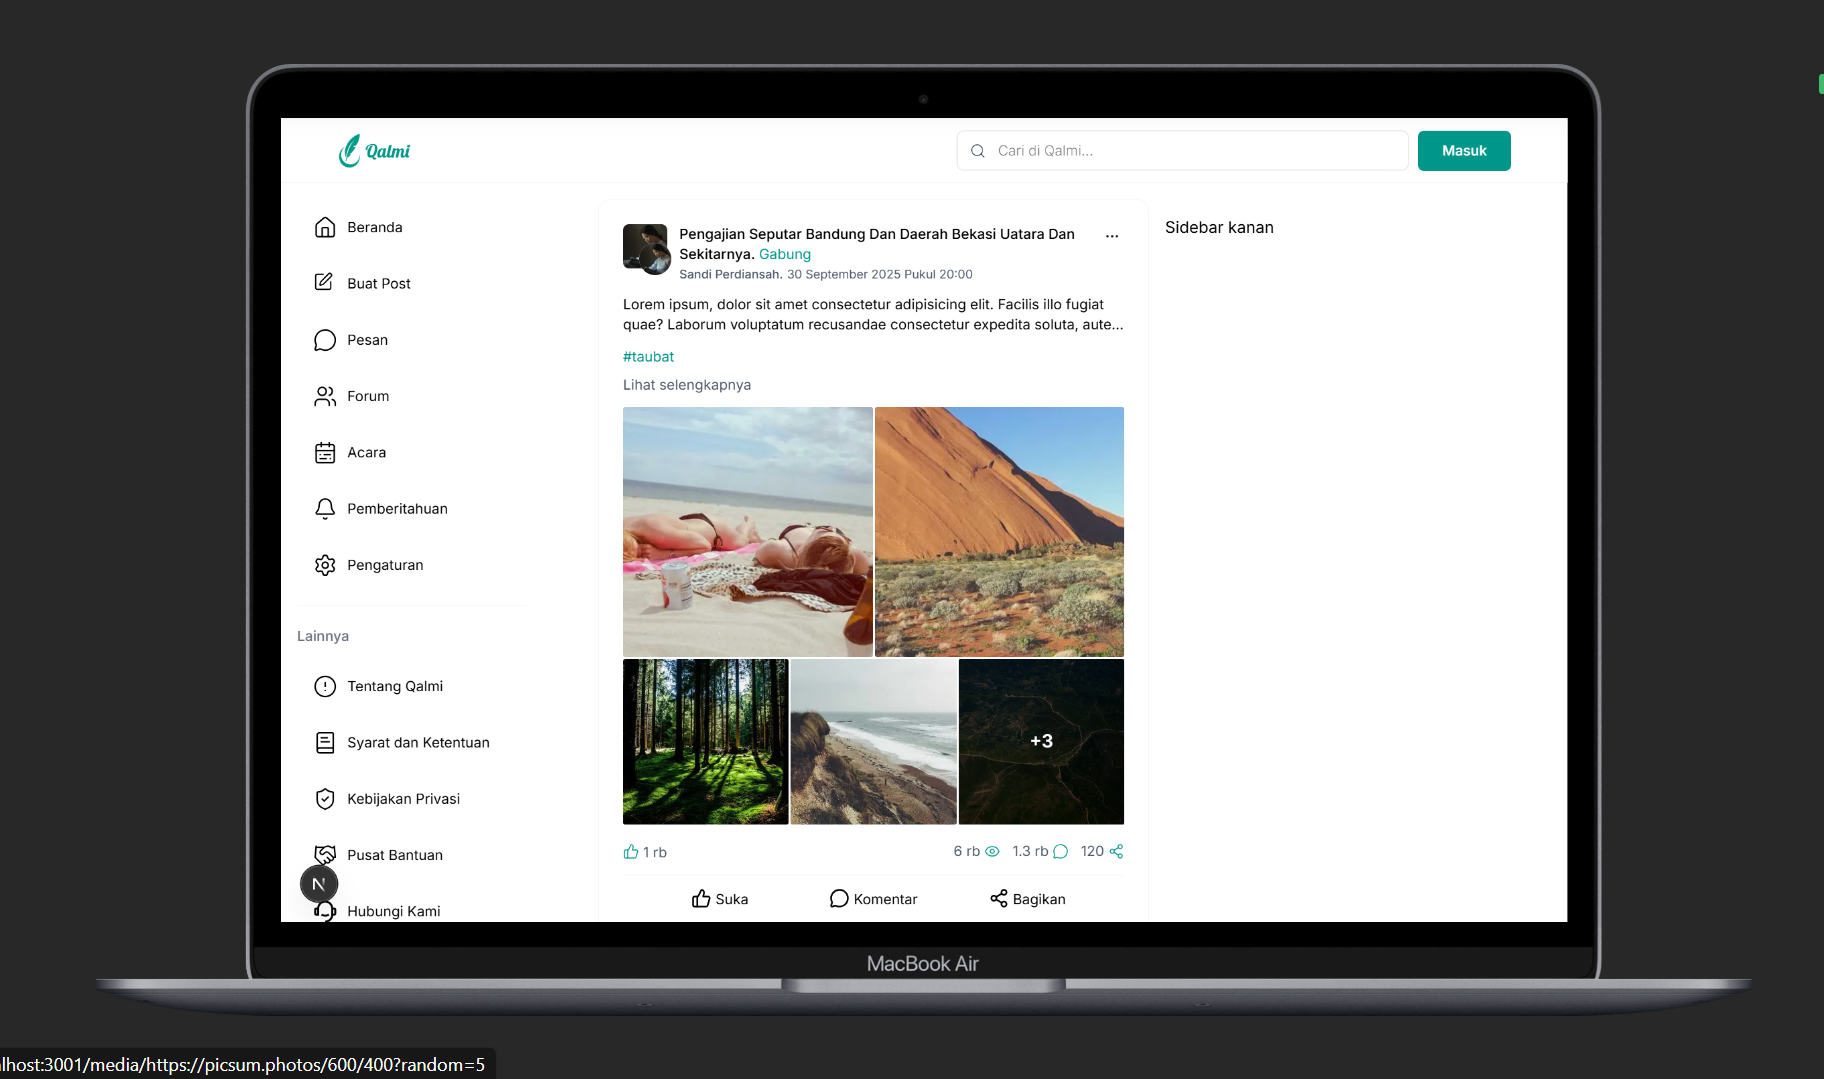 Qalmi
Cari di Qalmi...
Masuk
Beranda
Buat Post
Pesan
Forum
Acara
Pemberitahuan
Pengaturan
Lainnya
Tentang Qalmi
Syarat dan Ketentuan
Kebijakan Privasi
Pusat Bantuan
N
Hubungi Kami
Pengajian Seputar Bandung Dan Daerah Bekasi Uatara Dan
Sekitarnya. Gabung
...
Sandi Perdiansah. 30 September 2025 Pukul 20:00
Lorem ipsum, dolor sit amet consectetur adipisicing elit. Facilis illo fugiat
quae? Laborum voluptatum recusandae consectetur expedita soluta, aute...
#taubat
Lihat selengkapnya
+3
1 rb
6 rb 1.3 rb 120
Suka Komentar Bagikan
Sidebar kanan
MacBook Air
lhost:3001/media/https://picsum.photos/600/400?random=5